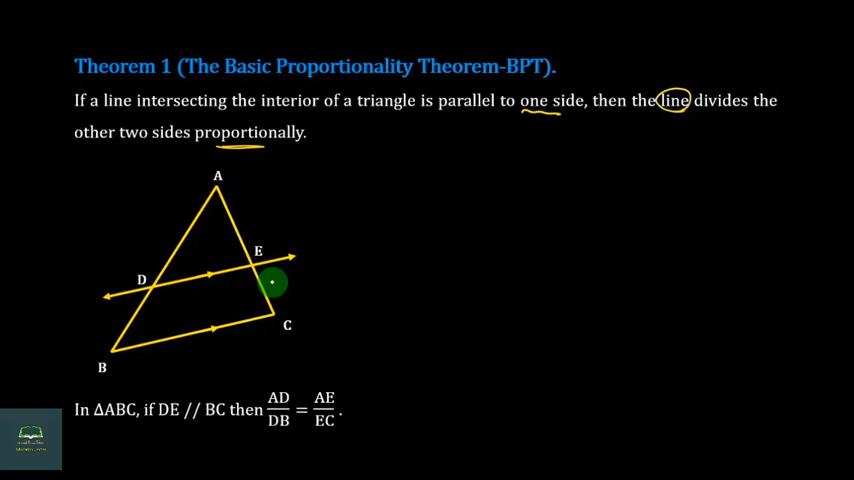 Theorem 1 (The Basic Proportionality Theorem-BPT).
If a line intersecting the interior of a triangle is parallel to one side, then the line divides the
other two sides proportionally.
A
E
D
C
B
In ΔABC, if DE // BC then AD/DB = AE/EC .